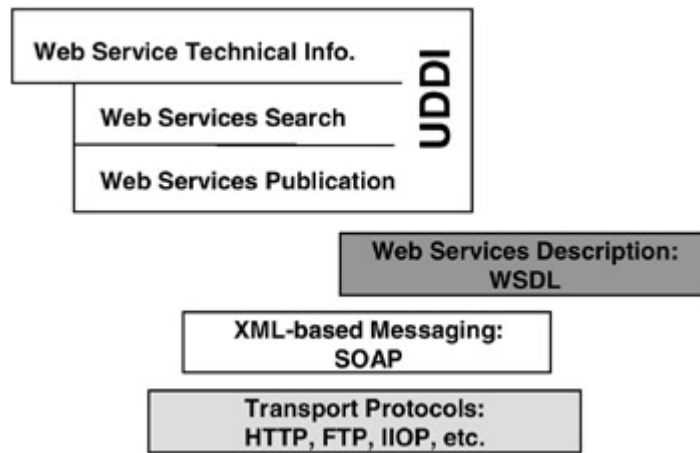 Web Service Technical Info.
UDDI
Web Services Search
Web Services Publication
Web Services Description:
WSDL
XML-based Messaging:
SOAP
Transport Protocols:
HTTP, FTP, IIOP, etc.